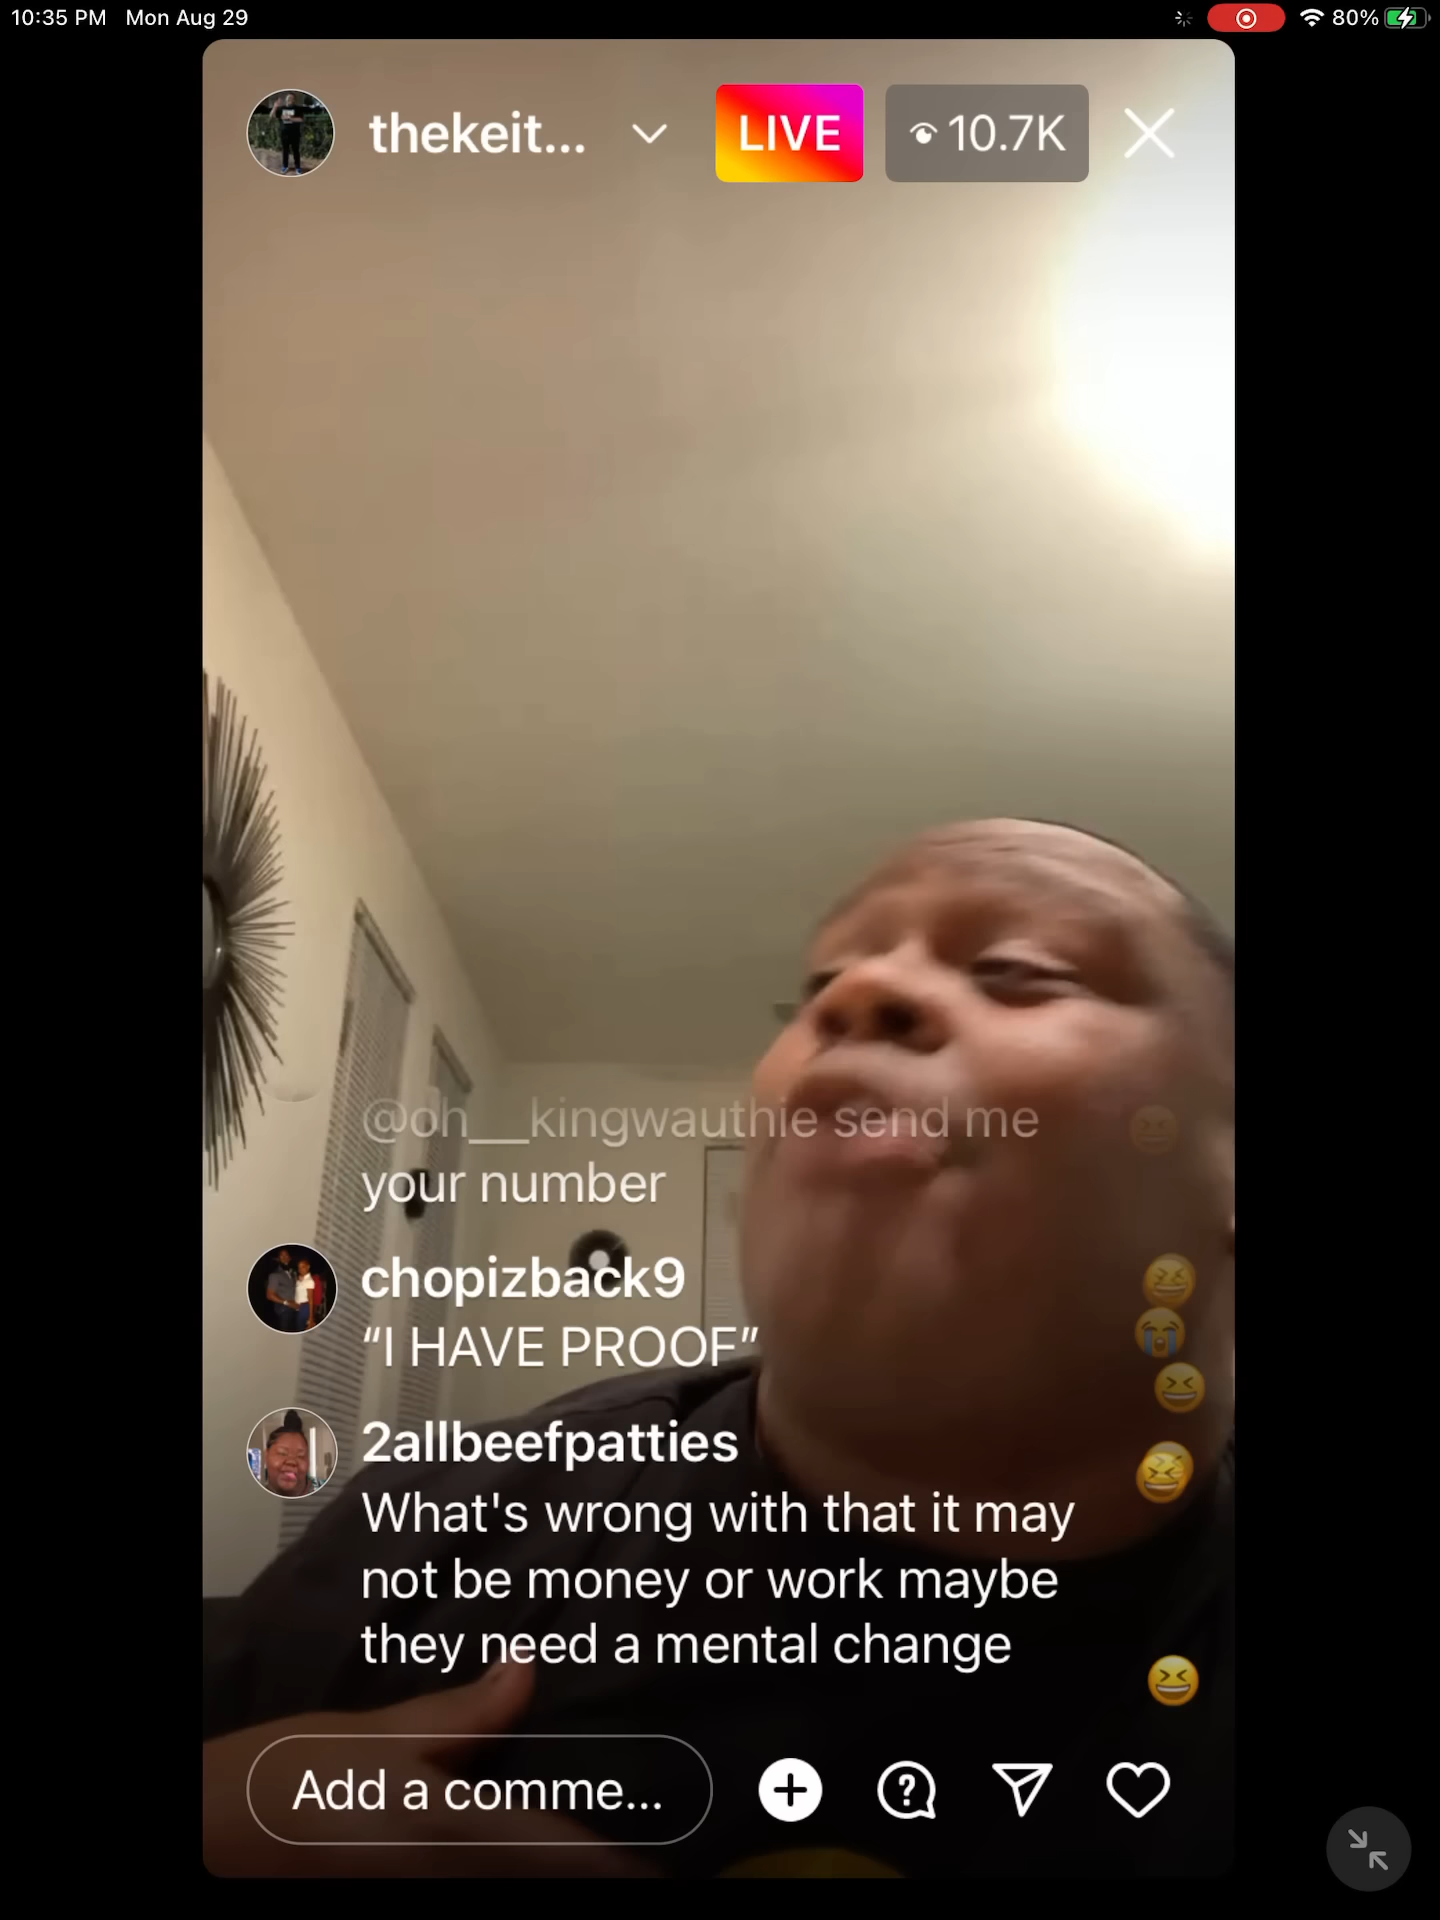 10:35 PM Mon Aug 29 80%
thekeit... LIVE 10.7K
@oh__kingwauthie send me
your number
chopizback9
“I HAVE PROOF”
2allbeefpatties
What's wrong with that it may
not be money or work maybe
they need a mental change
Add a comme...